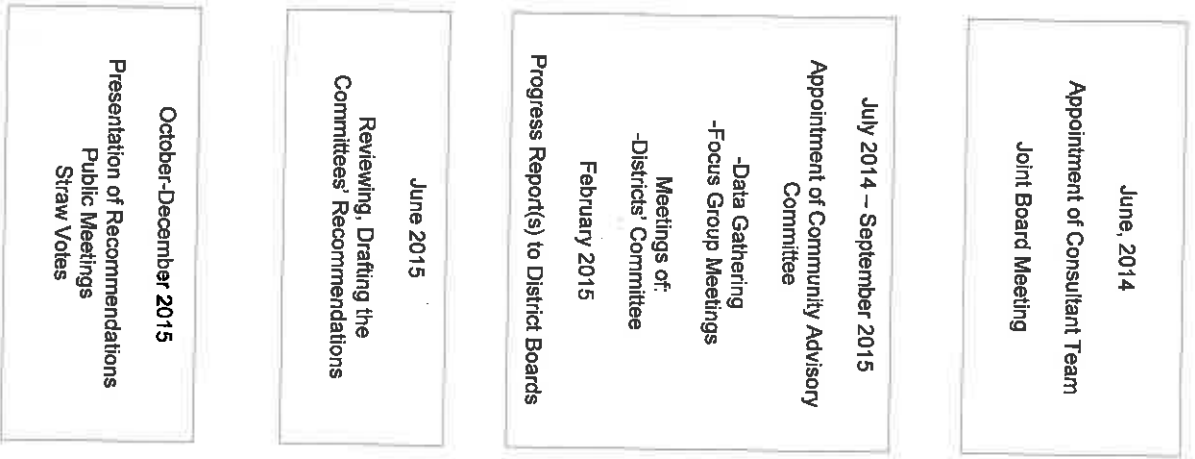 June, 2014
Appointment of Consultant Team
Joint Board Meeting
July 2014 – September 2015
Appointment of Community Advisory
Committee
-Data Gathering
-Focus Group Meetings
Meetings of:
-Districts' Committee
February 2015
Progress Report(s) to District Boards
June 2015
Reviewing, Drafting the
Committees' Recommendations
October-December 2015
Presentation of Recommendations
Public Meetings
Straw Votes